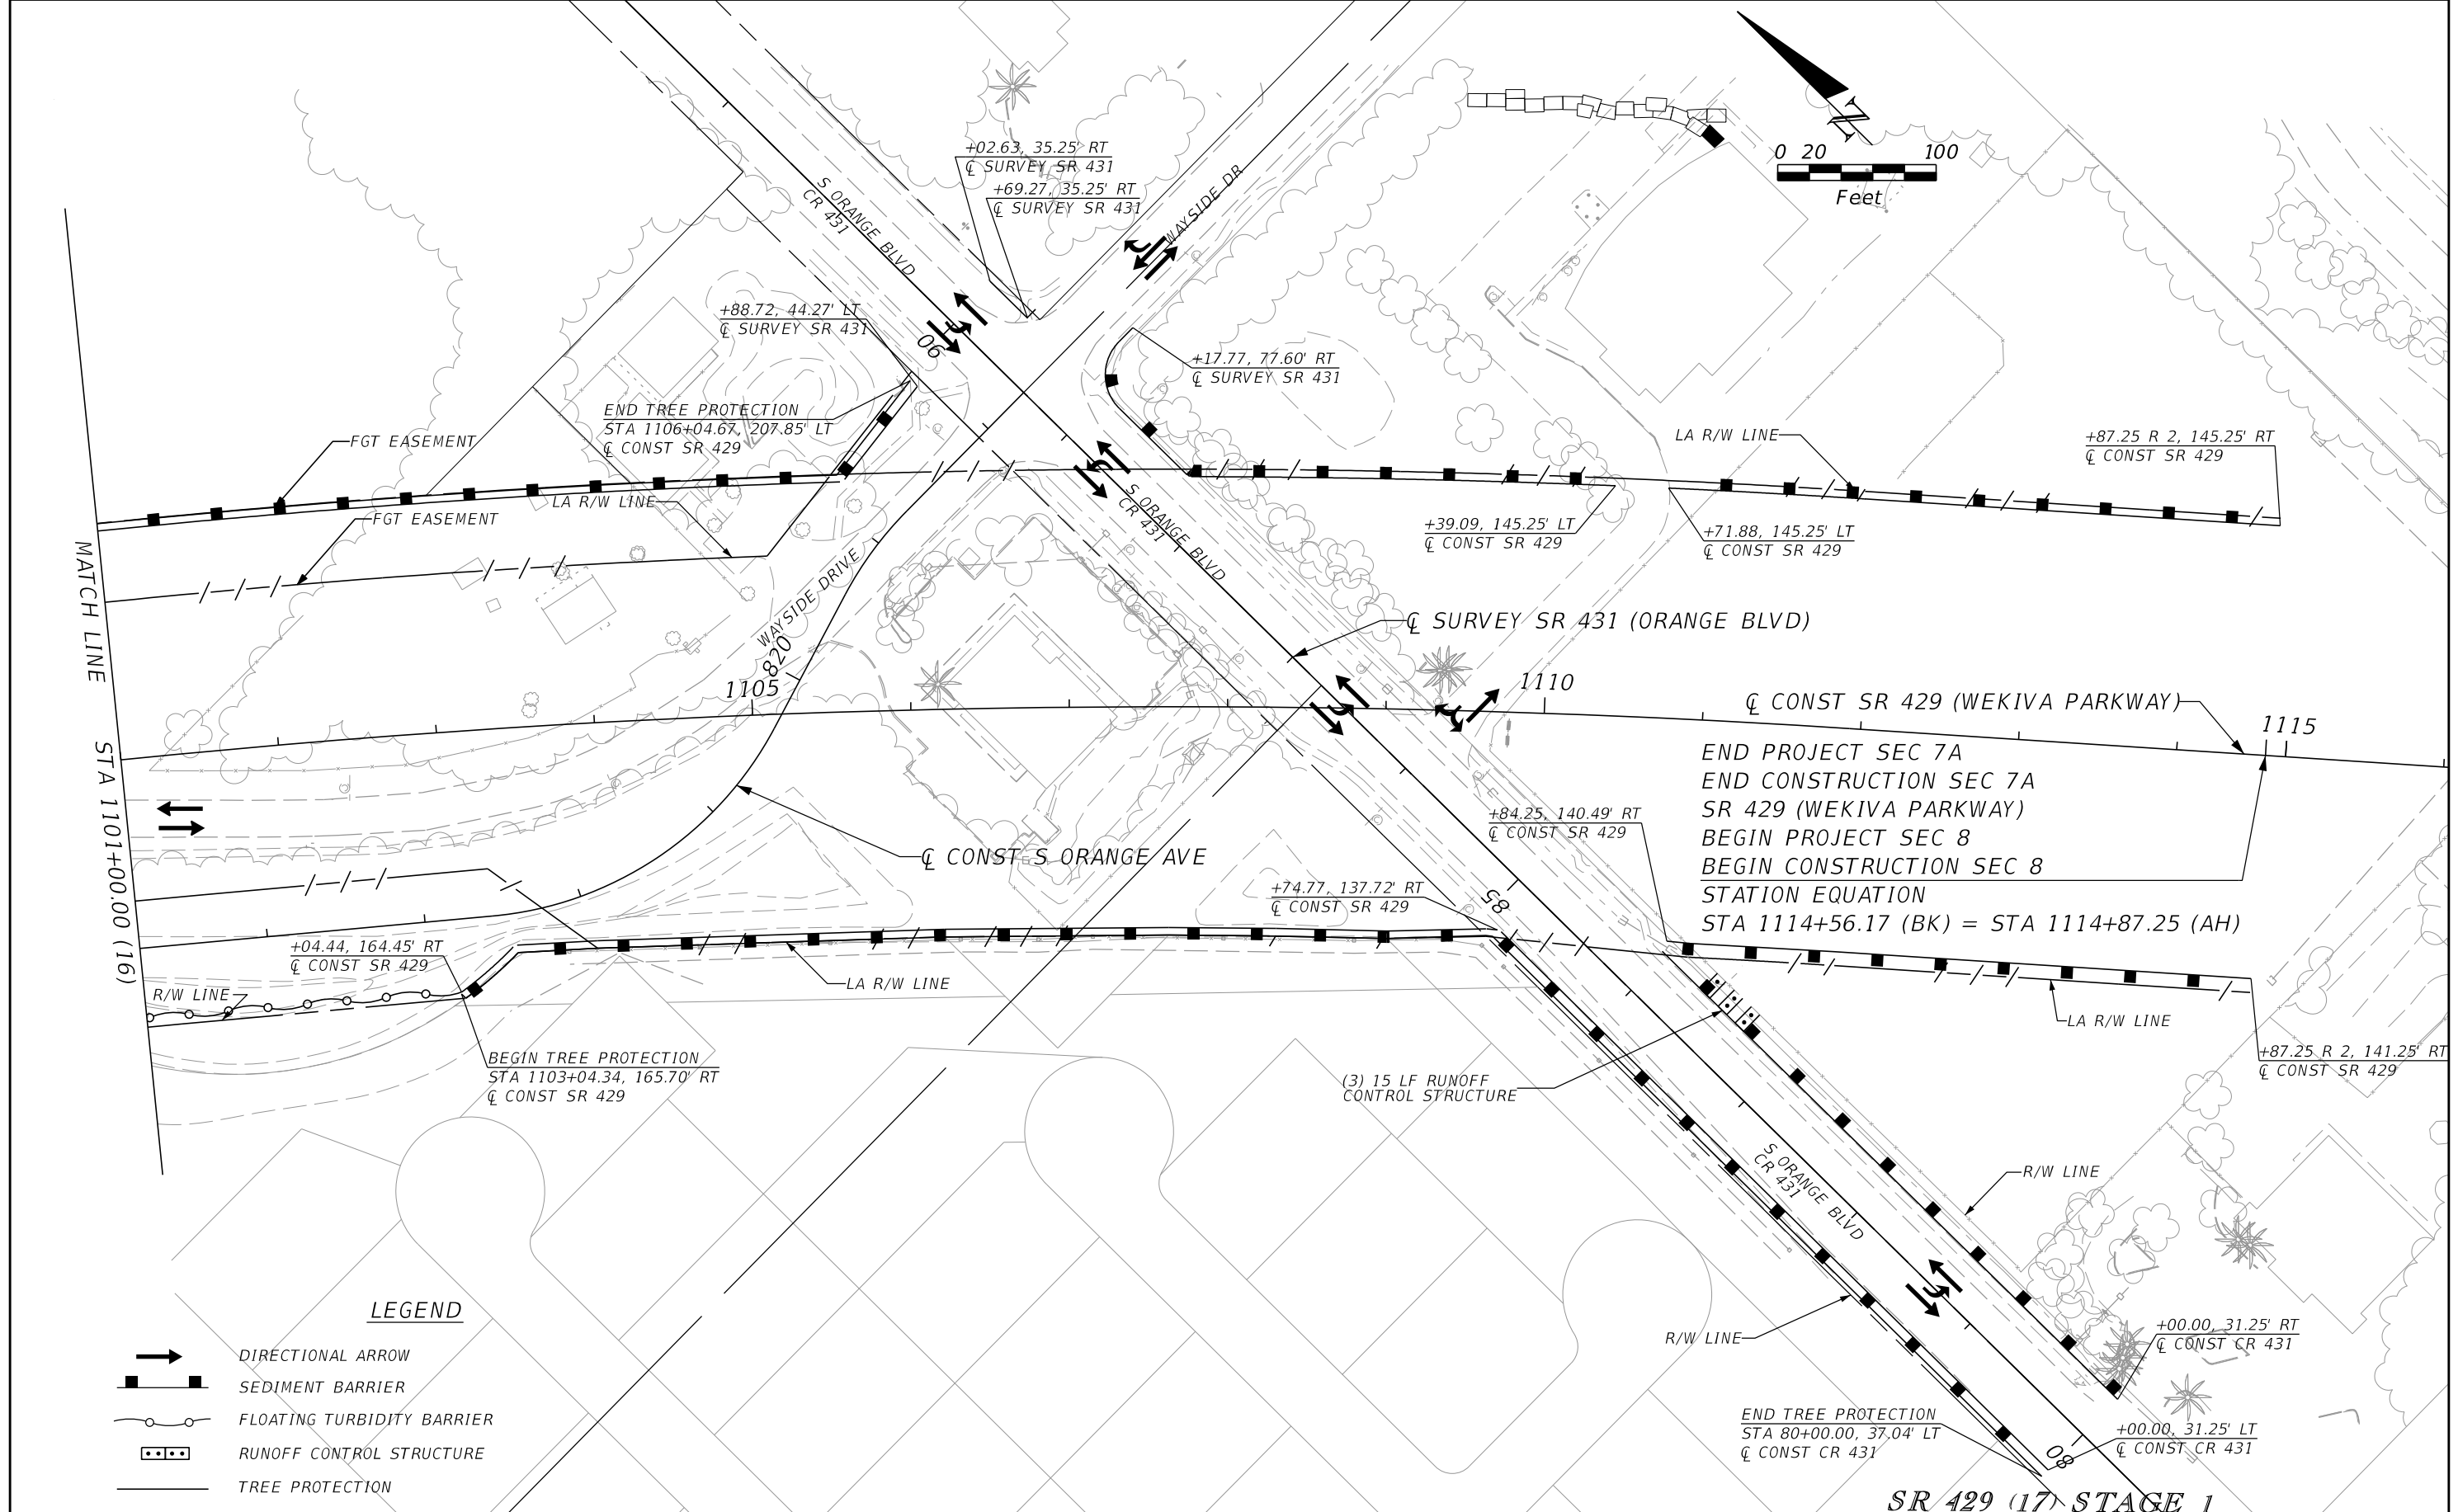 +02.63, 35.25' RT
℄ SURVEY SR 431
+69.27, 35.25' RT
℄ SURVEY SR 431
S ORANGE BLVD
CR 431
WAYSIDE DR
N
0 20 100
Feet
+88.72, 44.27' LT
℄ SURVEY SR 431
90
+17.77, 77.60' RT
℄ SURVEY SR 431
END TREE PROTECTION
STA 1106+04.67, 207.85' LT
℄ CONST SR 429
FGT EASEMENT
LA R/W LINE
+87.25 R 2, 145.25' RT
℄ CONST SR 429
LA R/W LINE
FGT EASEMENT
S ORANGE BLVD
CR 431
+39.09, 145.25' LT
℄ CONST SR 429
+71.88, 145.25' LT
℄ CONST SR 429
MATCH LINE STA 1101+00.00 (16)
WAYSIDE DRIVE
820
℄ SURVEY SR 431 (ORANGE BLVD)
1105
1110
℄ CONST SR 429 (WEKIVA PARKWAY)
1115
END PROJECT SEC 7A
END CONSTRUCTION SEC 7A
SR 429 (WEKIVA PARKWAY)
BEGIN PROJECT SEC 8
BEGIN CONSTRUCTION SEC 8
STATION EQUATION
STA 1114+56.17 (BK) = STA 1114+87.25 (AH)
+84.25, 140.49' RT
℄ CONST SR 429
℄ CONST S ORANGE AVE
+74.77, 137.72' RT
℄ CONST SR 429
85
+04.44, 164.45' RT
℄ CONST SR 429
R/W LINE
LA R/W LINE
LA R/W LINE
BEGIN TREE PROTECTION
STA 1103+04.34, 165.70' RT
℄ CONST SR 429
(3) 15 LF RUNOFF
CONTROL STRUCTURE
+87.25 R 2, 141.25' RT
℄ CONST SR 429
S ORANGE BLVD
CR 431
R/W LINE
R/W LINE
+00.00, 31.25' RT
℄ CONST CR 431
END TREE PROTECTION
STA 80+00.00, 37.04' LT
℄ CONST CR 431
+00.00, 31.25' LT
℄ CONST CR 431
80
LEGEND
DIRECTIONAL ARROW
SEDIMENT BARRIER
FLOATING TURBIDITY BARRIER
RUNOFF CONTROL STRUCTURE
TREE PROTECTION
SR 429 (17) STAGE 1